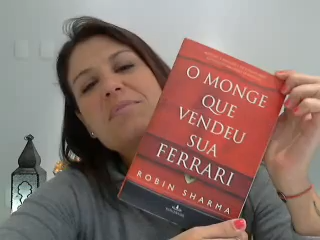 O MONGE
QUE
VENDEU
SUA
FERRARI
ROBIN SHARMA